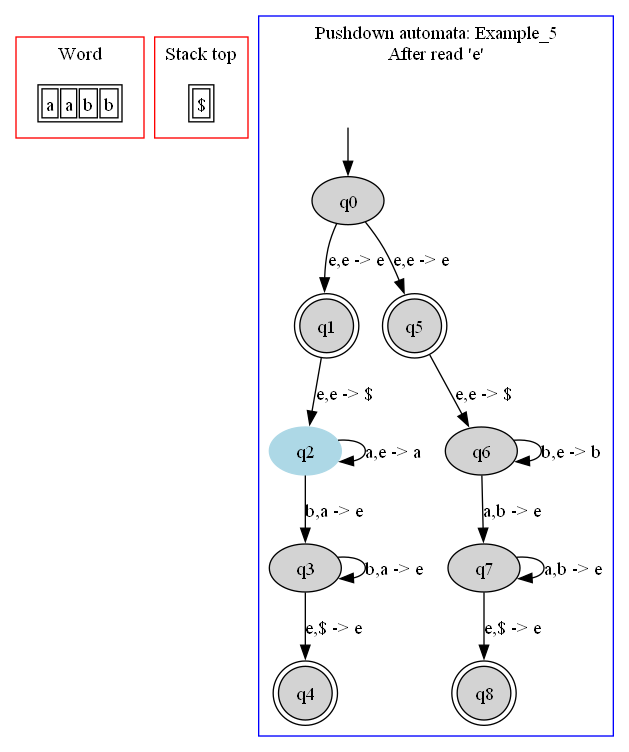 Word
a a b b
Stack top
$
Pushdown automata: Example_5
After read 'e'
q0
e,e -> e
e,e -> e
q1
q5
e,e -> $
e,e -> $
q2
a,e -> a
q6
b,e -> b
b,a -> e
a,b -> e
q3
b,a -> e
q7
a,b -> e
e,$ -> e
e,$ -> e
q4
q8